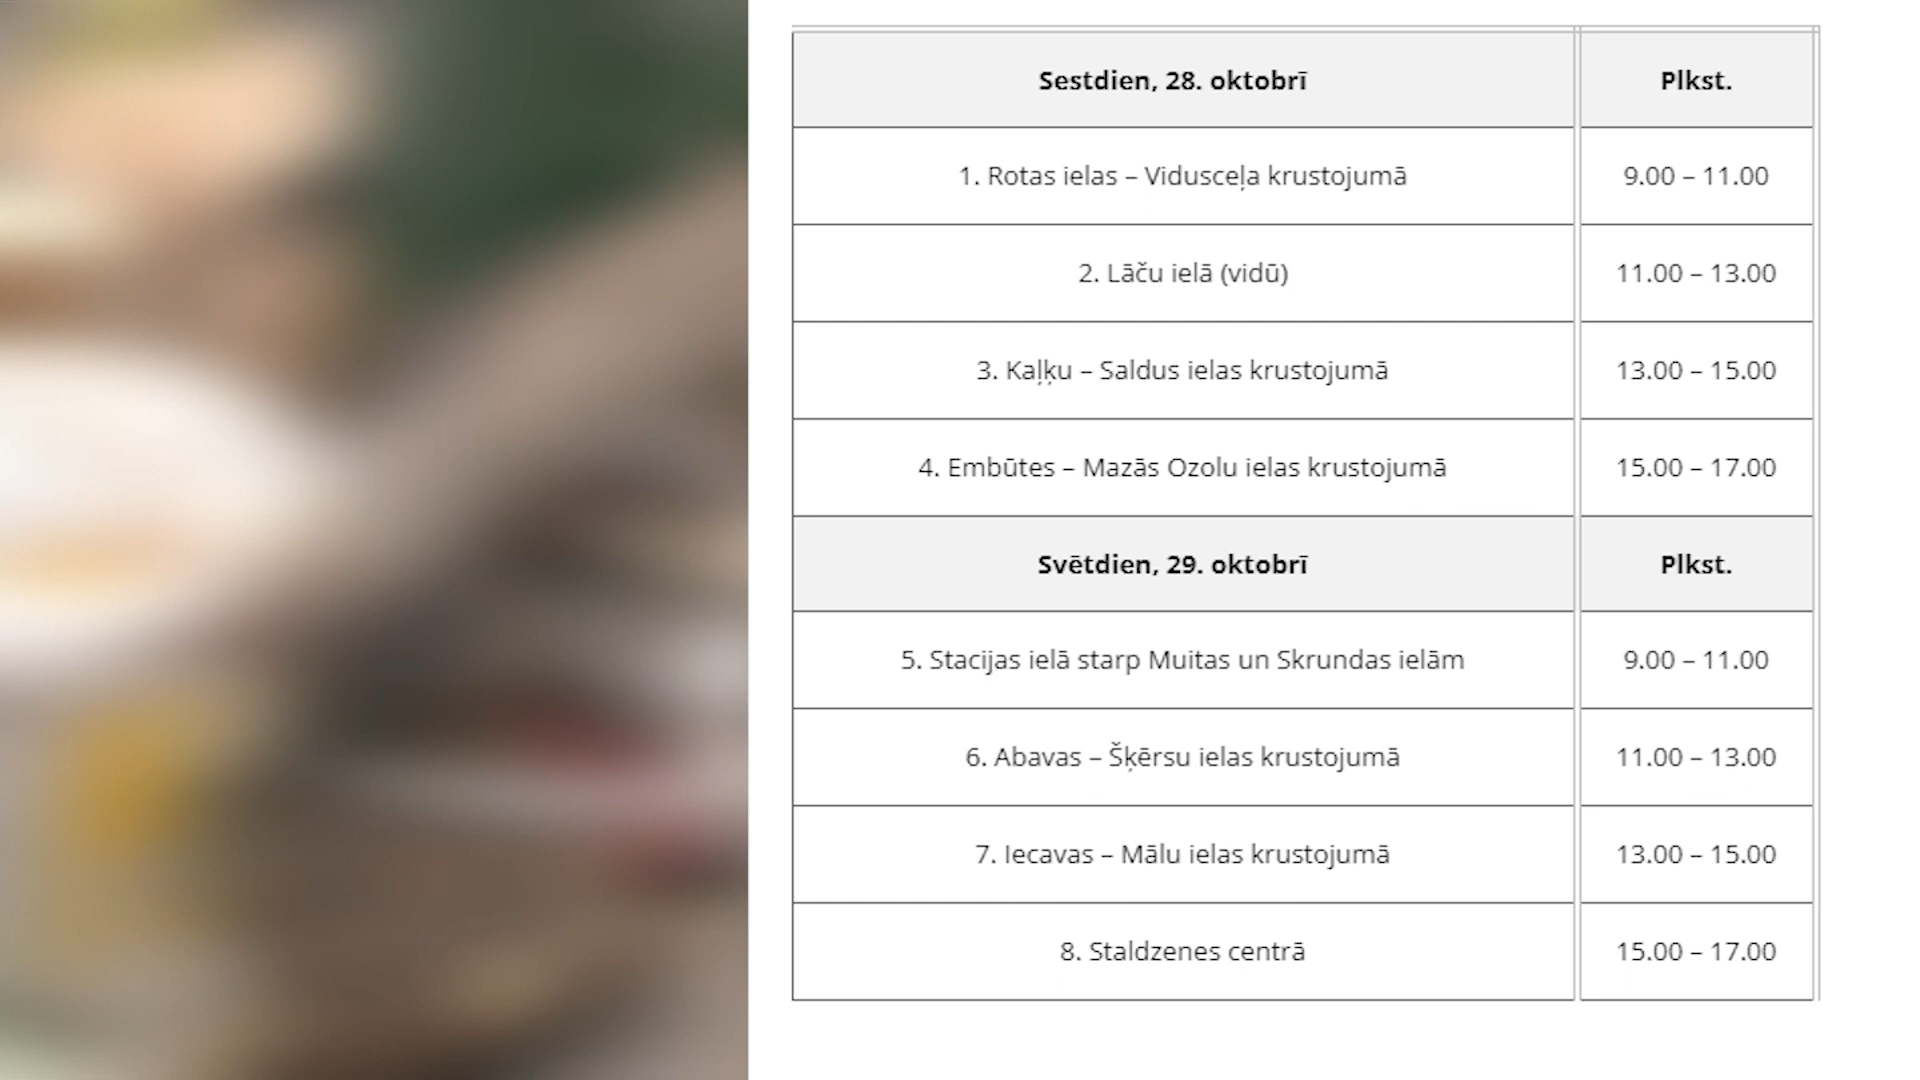 Sestdien, 28. oktobrī Plkst.
1. Rotas ielas – Vidusceļa krustojumā 9.00 – 11.00
2. Lāču ielā (vidū) 11.00 – 13.00
3. Kaļķu – Saldus ielas krustojumā 13.00 – 15.00
4. Embūtes – Mazās Ozolu ielas krustojumā 15.00 – 17.00
Svētdien, 29. oktobrī Plkst.
5. Stacijas ielā starp Muitas un Skrundas ielām 9.00 – 11.00
6. Abavas – Šķērsu ielas krustojumā 11.00 – 13.00
7. Iecavas – Mālu ielas krustojumā 13.00 – 15.00
8. Staldzenes centrā 15.00 – 17.00